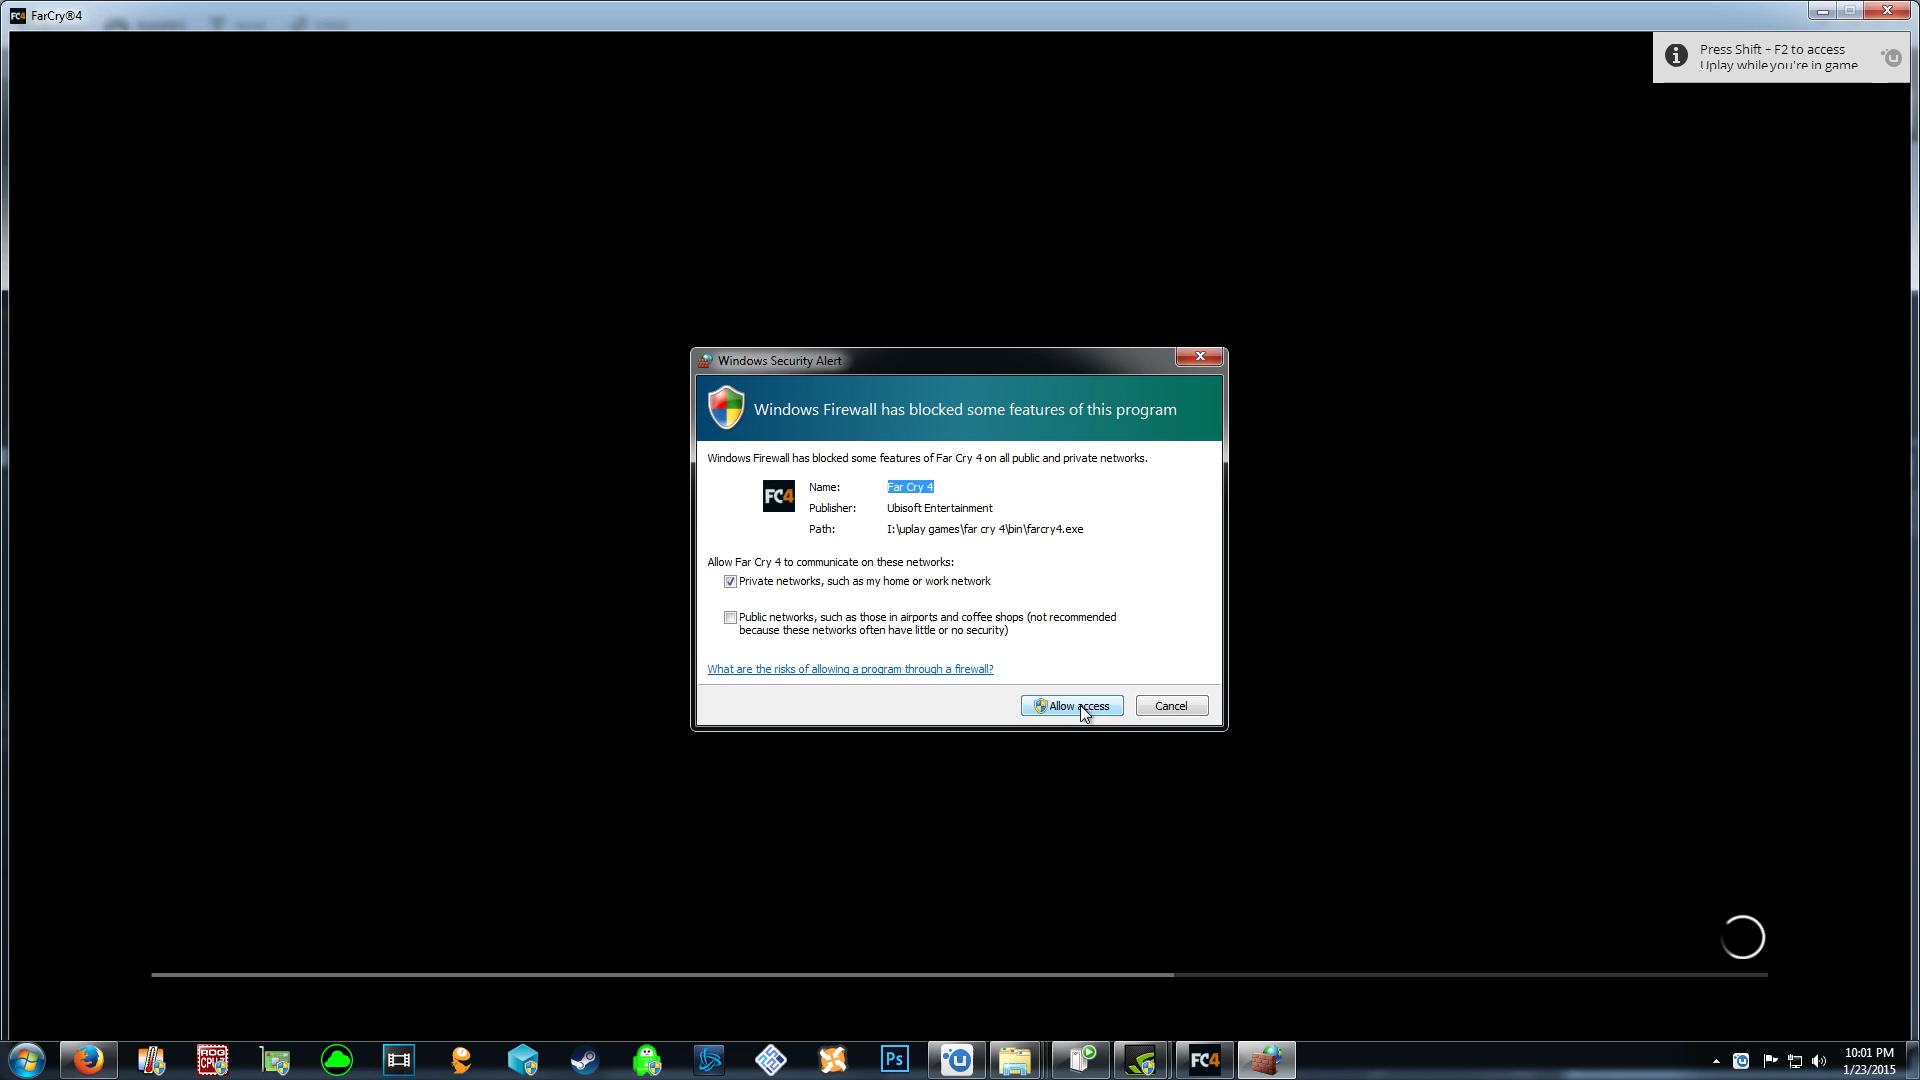 FC4 FarCry®4
Press Shift + F2 to access
Uplay while you're in game
Windows Security Alert
Windows Firewall has blocked some features of this program
Windows Firewall has blocked some features of Far Cry 4 on all public and private networks.
FC4
Name: Far Cry 4
Publisher: Ubisoft Entertainment
Path: I:\uplay games\far cry 4\bin\farcry4.exe
Allow Far Cry 4 to communicate on these networks:
Private networks, such as my home or work network
Public networks, such as those in airports and coffee shops (not recommended
because these networks often have little or no security)
What are the risks of allowing a program through a firewall?
Allow access Cancel
ROG
CPU-Z
Ps
FC4
10:01 PM
1/23/2015